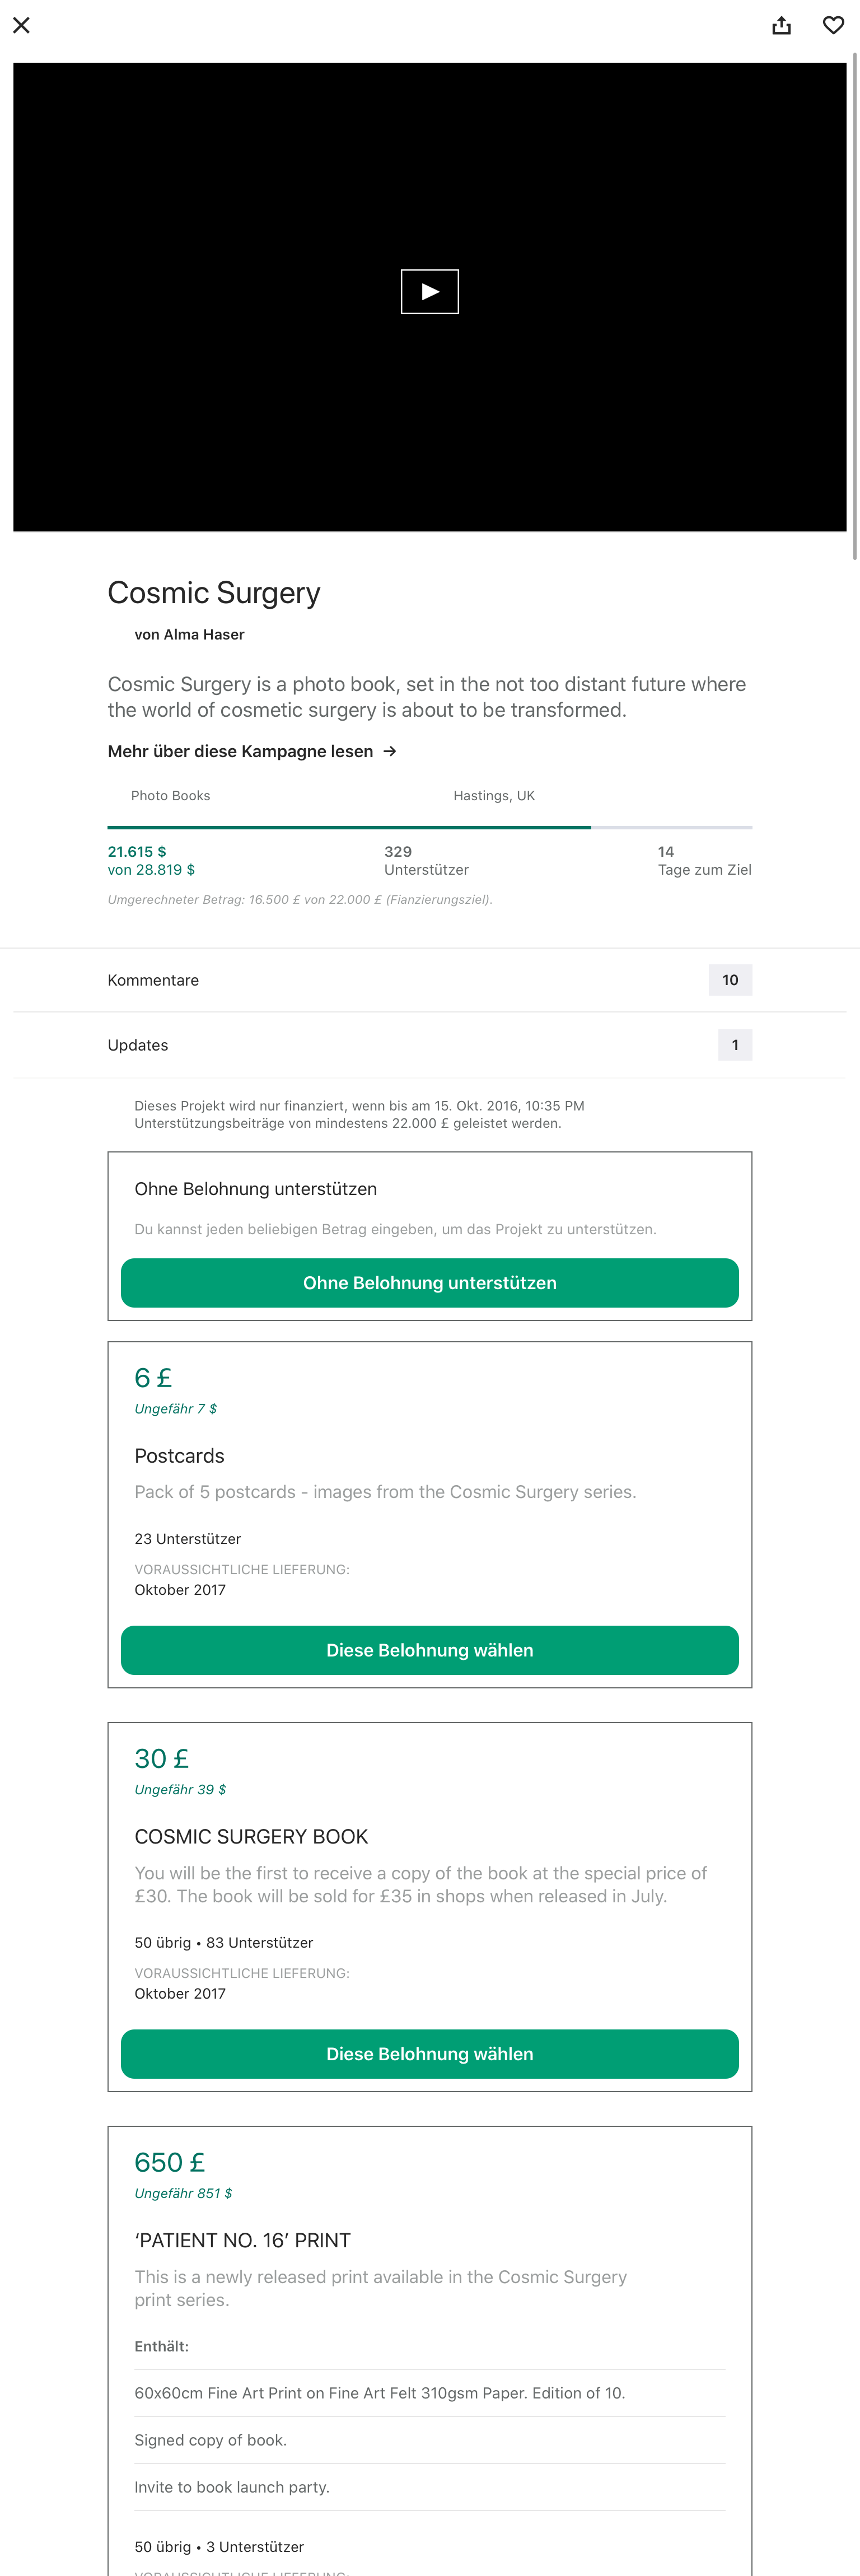 Cosmic Surgery
von Alma Haser
Cosmic Surgery is a photo book, set in the not too distant future where
the world of cosmetic surgery is about to be transformed.
Mehr über diese Kampagne lesen →
Photo Books
Hastings, UK
21.615 $
von 28.819 $
329
Unterstützer
14
Tage zum Ziel
Umgerechneter Betrag: 16.500 £ von 22.000 £ (Fianzierungsziel).
Kommentare
10
Updates
1
Dieses Projekt wird nur finanziert, wenn bis am 15. Okt. 2016, 10:35 PM
Unterstützungsbeiträge von mindestens 22.000 £ geleistet werden.
Ohne Belohnung unterstützen
Du kannst jeden beliebigen Betrag eingeben, um das Projekt zu unterstützen.
Ohne Belohnung unterstützen
6 £
Ungefähr 7 $
Postcards
Pack of 5 postcards - images from the Cosmic Surgery series.
23 Unterstützer
VORAUSSICHTLICHE LIEFERUNG:
Oktober 2017
Diese Belohnung wählen
30 £
Ungefähr 39 $
COSMIC SURGERY BOOK
You will be the first to receive a copy of the book at the special price of
£30. The book will be sold for £35 in shops when released in July.
50 übrig • 83 Unterstützer
VORAUSSICHTLICHE LIEFERUNG:
Oktober 2017
Diese Belohnung wählen
650 £
Ungefähr 851 $
‘PATIENT NO. 16’ PRINT
This is a newly released print available in the Cosmic Surgery
print series.
Enthält:
60x60cm Fine Art Print on Fine Art Felt 310gsm Paper. Edition of 10.
Signed copy of book.
Invite to book launch party.
50 übrig • 3 Unterstützer
VORAUSSICHTLICHE LIEFERUNG: